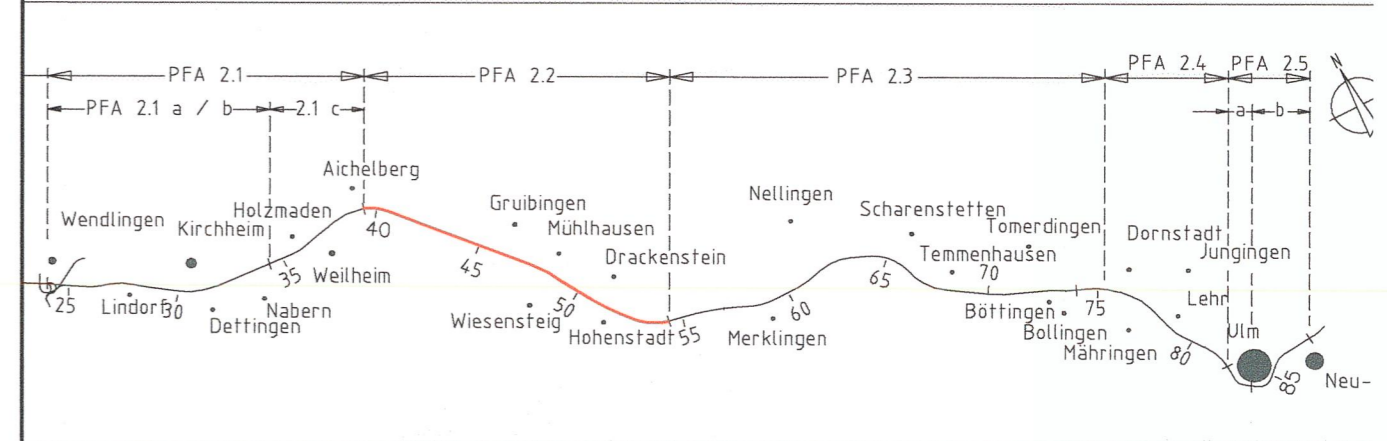 PFA 2.1
PFA 2.2
PFA 2.3
PFA 2.4
PFA 2.5
N
PFA 2.1 a / b
2.1 c
a
b
Aichelberg
Nellingen
Gruibingen
Scharenstetten
Wendlingen
Holzmaden
Kirchheim
40
Mühlhausen
Tomerdingen
Dornstadt
Jungingen
Drackenstein
Temmenhausen
45
35
Weilheim
65
70
25
Lindorf
30
Nabern
Dettingen
50
Wiesensteig
Hohenstadt
55
60
Merklingen
Böttingen
75
Lehr
Bollingen
Mähringen
80
Ulm
85
Neu-